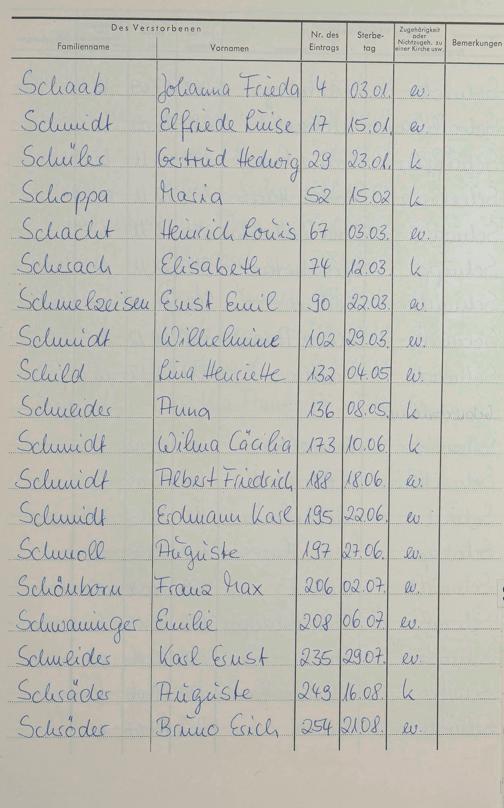 Des Verstorbenen
Familienname Vornamen Nr. des Eintrags Sterbe-tag Zugehörigkeit oder Nichtzugeh. zu einer Kirche usw. Bemerkungen
Schaab Johanna Frieda 4 03.01. ev.
Schmidt Elfriede Luise 17 15.01. ev.
Schüler Gertrud Hedwig 29 23.01. k
Schoppa Maria 52 15.02 k
Schacht Heinrich Louis 67 03.03. ev.
Scherach Elisabeth 74 12.03 k
Schmelzeisen Ernst Emil 90 22.03. ev.
Schmidt Wilhelmine 102 29.03. ev.
Schild Lina Henriette 132 04.05 ev.
Schneider Anna 136 08.05. k
Schmidt Wilma Cäcilia 173 10.06. k
Schmidt Albert Friedrich 188 18.06. ev.
Schmidt Erdmann Karl 195 22.06. ev.
Schmoll Auguste 197 27.06. ev.
Schönborn Franz Max 206 02.07. ev.
Schwaninger Emilie 208 06.07. ev.
Schneider Karl Ernst 235 29.07. ev.
Schräder Auguste 249 16.08. k
Schröder Bruno Erich 254 21.08. ev.